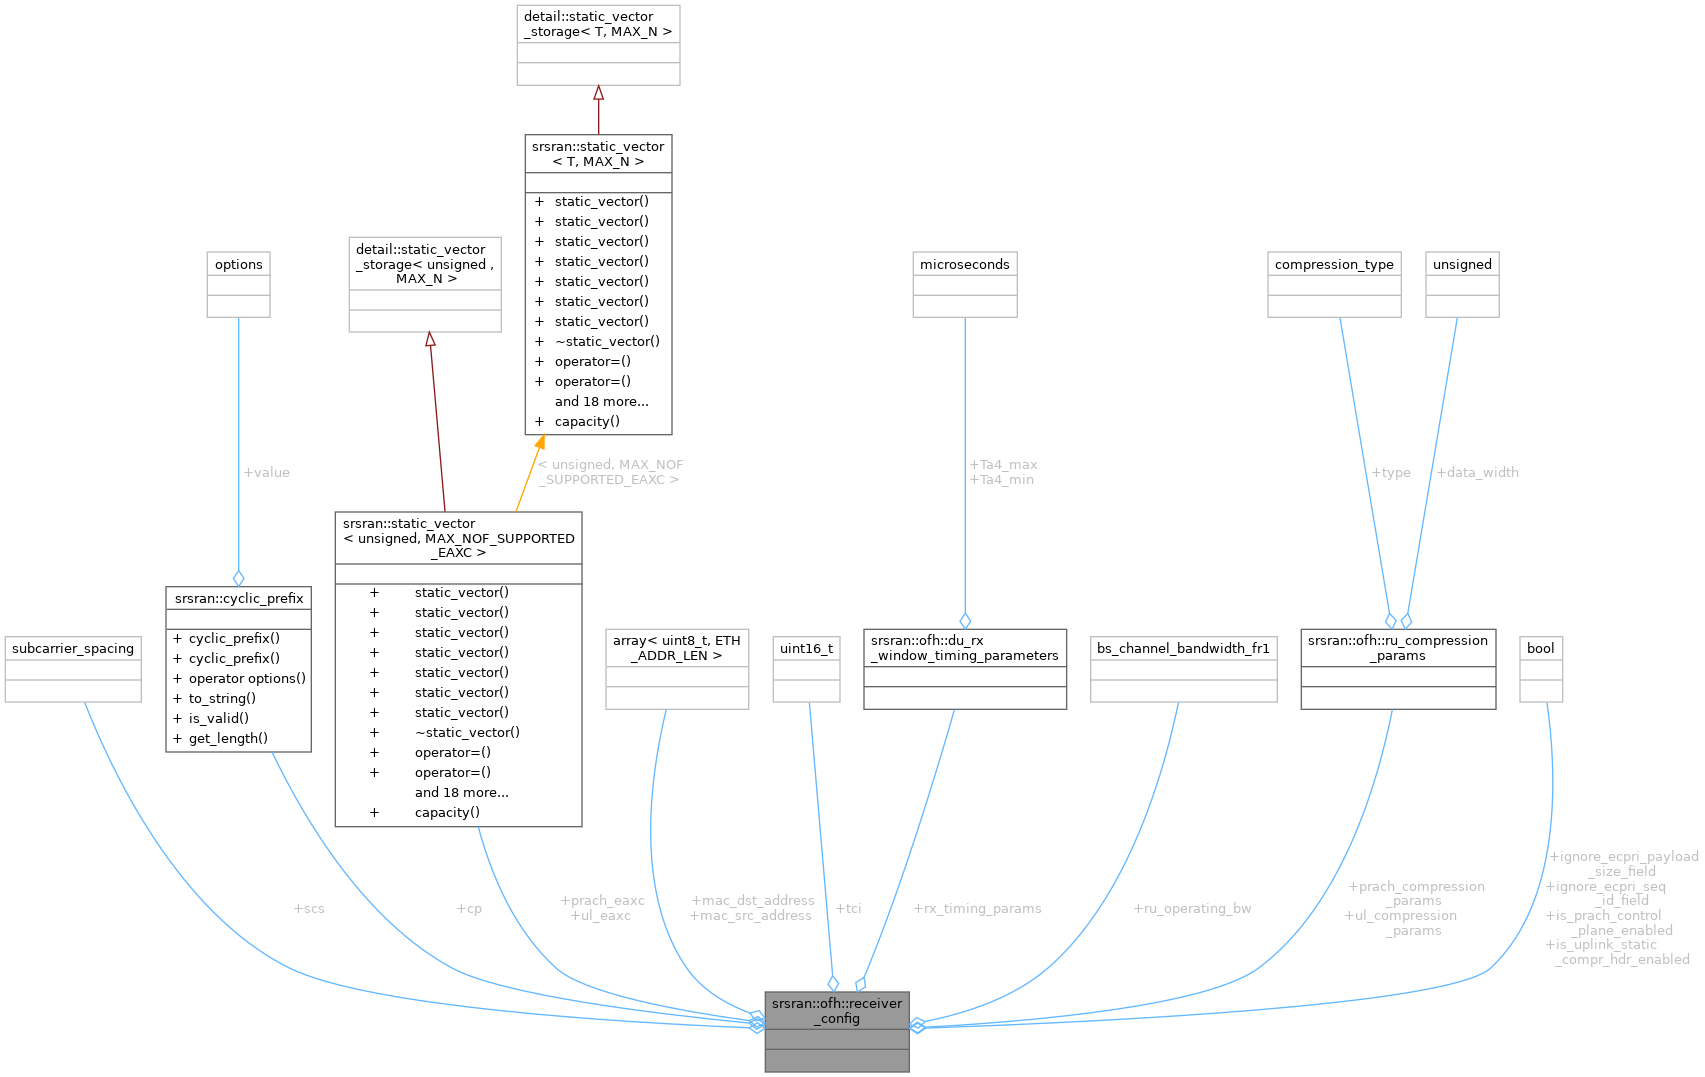 detail::static_vector
_storage< T, MAX_N >
srsran::static_vector
< T, MAX_N >
+ static_vector()
+ static_vector()
+ static_vector()
+ static_vector()
+ static_vector()
+ static_vector()
+ static_vector()
+ ~static_vector()
+ operator=()
+ operator=()
and 18 more...
+ capacity()
options
detail::static_vector
_storage< unsigned ,
MAX_N >
microseconds
compression_type
unsigned
+value
< unsigned, MAX_NOF
_SUPPORTED_EAXC >
+Ta4_max
+Ta4_min
+type
+data_width
srsran::static_vector
< unsigned, MAX_NOF_SUPPORTED
_EAXC >
+ static_vector()
+ static_vector()
+ static_vector()
+ static_vector()
+ static_vector()
+ static_vector()
+ static_vector()
+ ~static_vector()
+ operator=()
+ operator=()
and 18 more...
+ capacity()
srsran::cyclic_prefix
+ cyclic_prefix()
+ cyclic_prefix()
+ operator options()
+ to_string()
+ is_valid()
+ get_length()
subcarrier_spacing
array< uint8_t, ETH
_ADDR_LEN >
uint16_t
srsran::ofh::du_rx
_window_timing_parameters
bs_channel_bandwidth_fr1
srsran::ofh::ru_compression
_params
bool
+scs
+cp
+prach_eaxc
+ul_eaxc
+mac_dst_address
+mac_src_address
+tci
+rx_timing_params
+ru_operating_bw
+prach_compression
_params
+ul_compression
_params
+ignore_ecpri_payload
_size_field
+ignore_ecpri_seq
_id_field
+is_prach_control
_plane_enabled
+is_uplink_static
_compr_hdr_enabled
srsran::ofh::receiver
_config